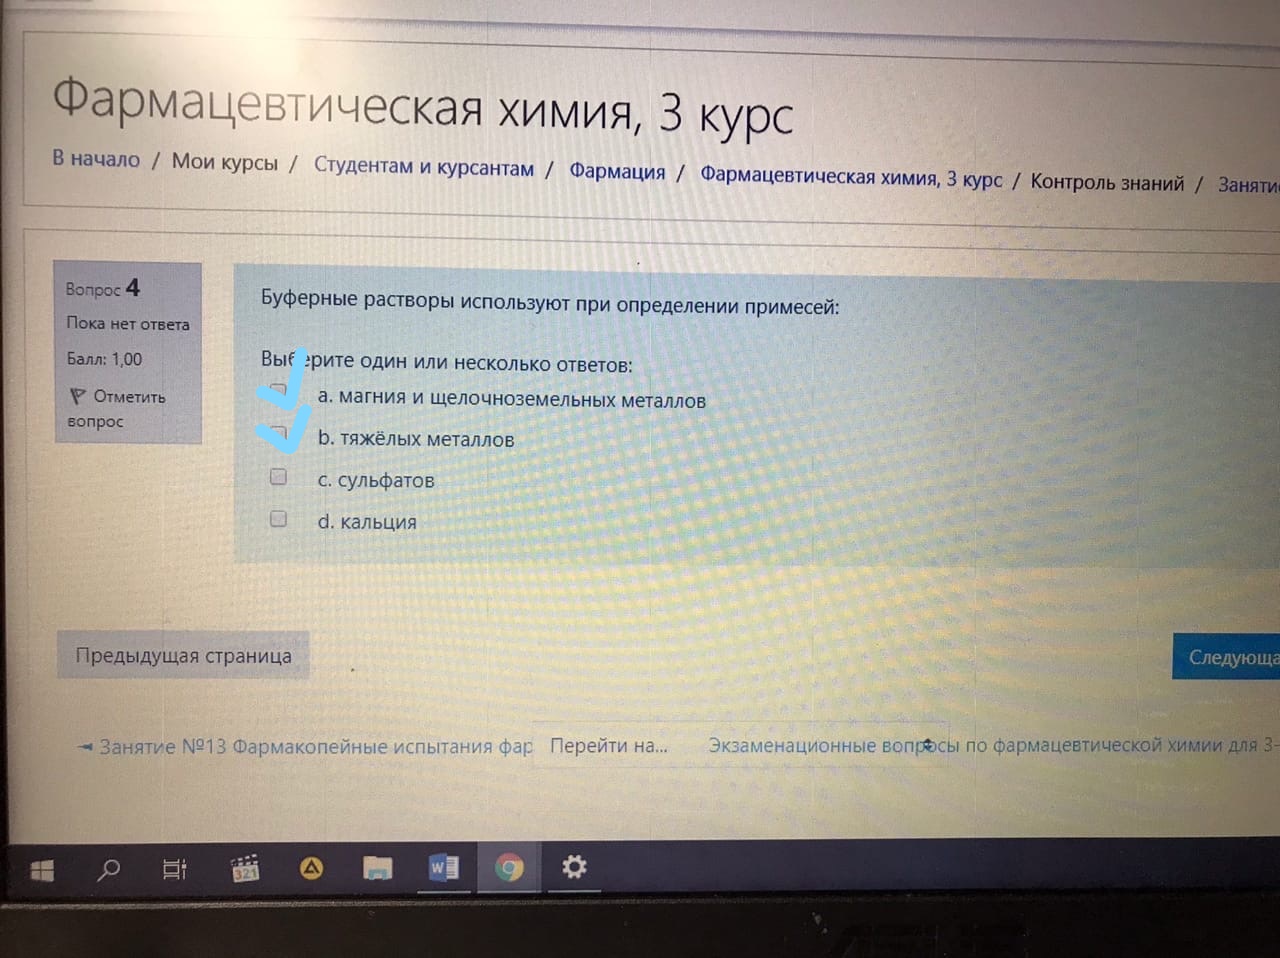 Фармацевтическая химия, 3 курс
В начало / Мои курсы / Студентам и курсантам / Фармация / Фармацевтическая химия, 3 курс / Контроль знаний / Заняти
Вопрос 4
Пока нет ответа
Балл: 1,00
Отметить
вопрос
Буферные растворы используют при определении примесей:
Выберите один или несколько ответов:
a. магния и щелочноземельных металлов
b. тяжёлых металлов
c. сульфатов
d. кальция
Предыдущая страница
Следующа
◄ Занятие №13 Фармакопейные испытания фар
Перейти на...
Экзаменационные вопросы по фармацевтической химии для 3-
321
W